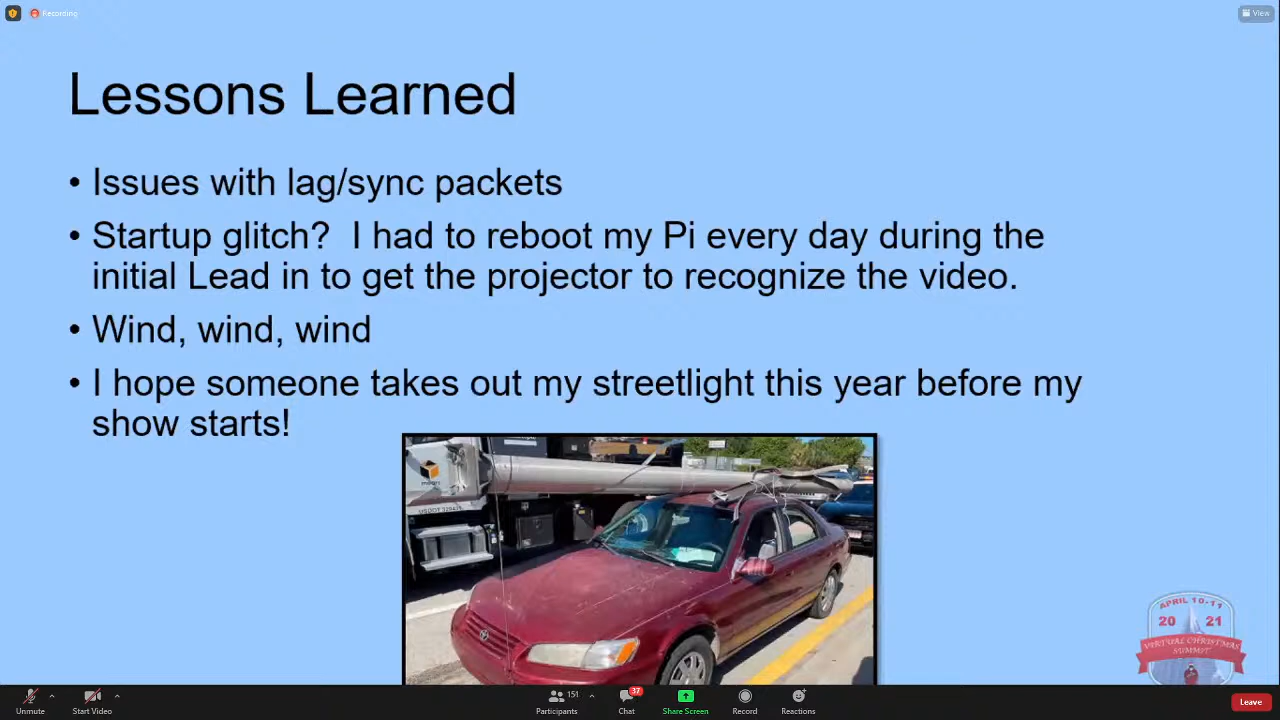 Recording
View
Lessons Learned
• Issues with lag/sync packets
• Startup glitch?  I had to reboot my Pi every day during the
initial Lead in to get the projector to recognize the video.
• Wind, wind, wind
• I hope someone takes out my streetlight this year before my
show starts!
APRIL 10-11
20 21
VIRTUAL CHRISTMAS
SUMMIT
Unmute
Start Video
151
Participants
37
Chat
Share Screen
Record
Reactions
Leave